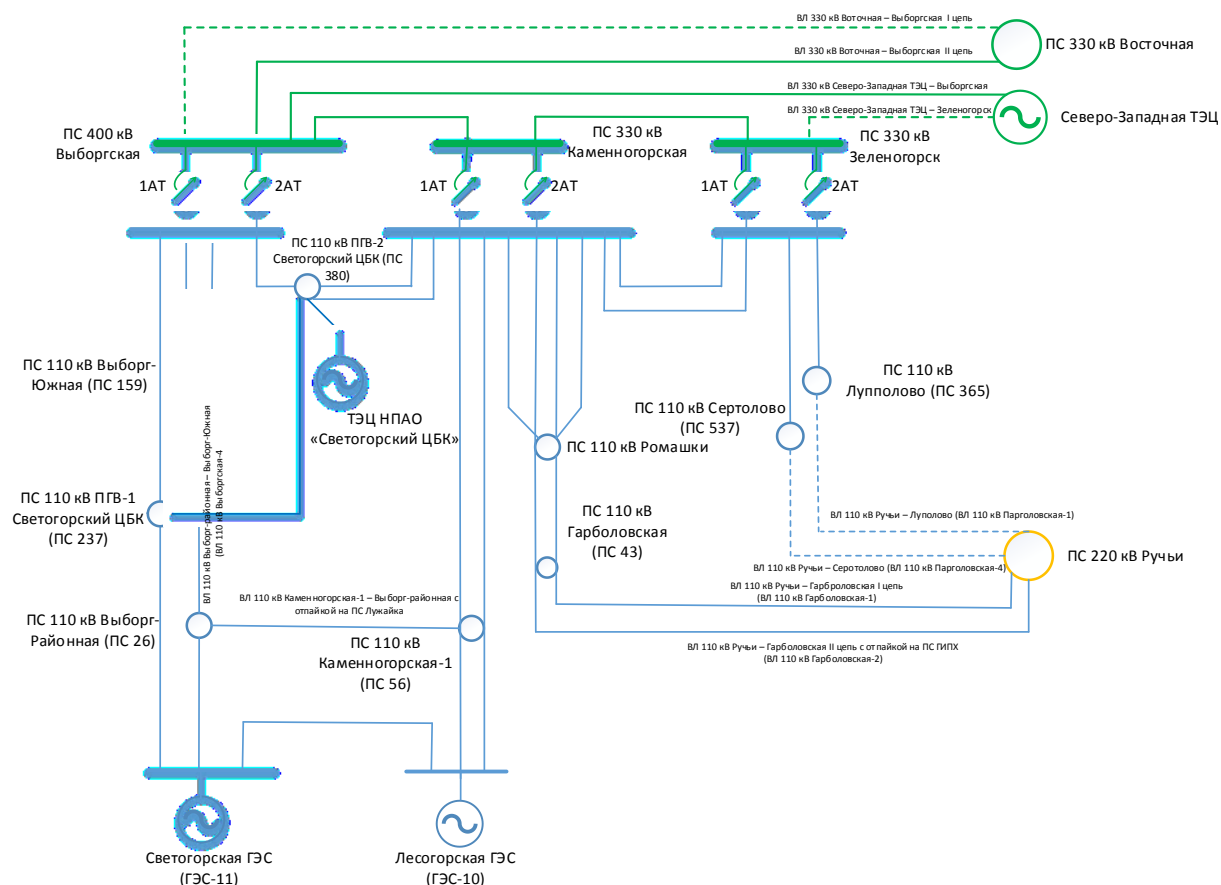 ВЛ 330 кВ Воточная – Выборгская I цепь
ПС 330 кВ Восточная
ВЛ 330 кВ Воточная – Выборгская II цепь
ВЛ 330 кВ Северо-Западная ТЭЦ – Выборгская
ВЛ 330 кВ Северо-Западная ТЭЦ – Зеленогорск
Северо-Западная ТЭЦ
ПС 400 кВ
Выборгская
ПС 330 кВ
Каменногорская
ПС 330 кВ
Зеленогорск
1АТ
2АТ
1АТ
2АТ
1АТ
2АТ
ПС 110 кВ ПГВ-2
Светогорский ЦБК (ПС
380)
ПС 110 кВ Выборг-
Южная (ПС 159)
ТЭЦ НПАО
«Светогорский ЦБК»
ПС 110 кВ
Лупполово (ПС 365)
ПС 110 кВ Сертолово
(ПС 537)
ПС 110 кВ Ромашки
ВЛ 110 кВ Выборг-районная – Выборг-Южная
(ВЛ 110 кВ Выборгская-4
ПС 110 кВ ПГВ-1
Светогорский ЦБК
(ПС 237)
ПС 110 кВ
Гарболовская
(ПС 43)
ВЛ 110 кВ Ручьи – Луполово (ВЛ 110 кВ Парголовская-1)
ПС 220 кВ Ручьи
ВЛ 110 кВ Ручьи – Серотолово (ВЛ 110 кВ Парголовская-4)
ВЛ 110 кВ Ручьи – Гарброловская I цепь
(ВЛ 110 кВ Гарболовская-1)
ВЛ 110 кВ Каменногорская-1 – Выборг-районная с
отпайкой на ПС Лужайка
ПС 110 кВ Выборг-
Районная (ПС 26)
ПС 110 кВ
Каменногорская-1
(ПС 56)
ВЛ 110 кВ Ручьи – Гарболовская II цепь с отпайкой на ПС ГИПХ
(ВЛ 110 кВ Гарболовская-2)
Светогорская ГЭС
(ГЭС-11)
Лесогорская ГЭС
(ГЭС-10)